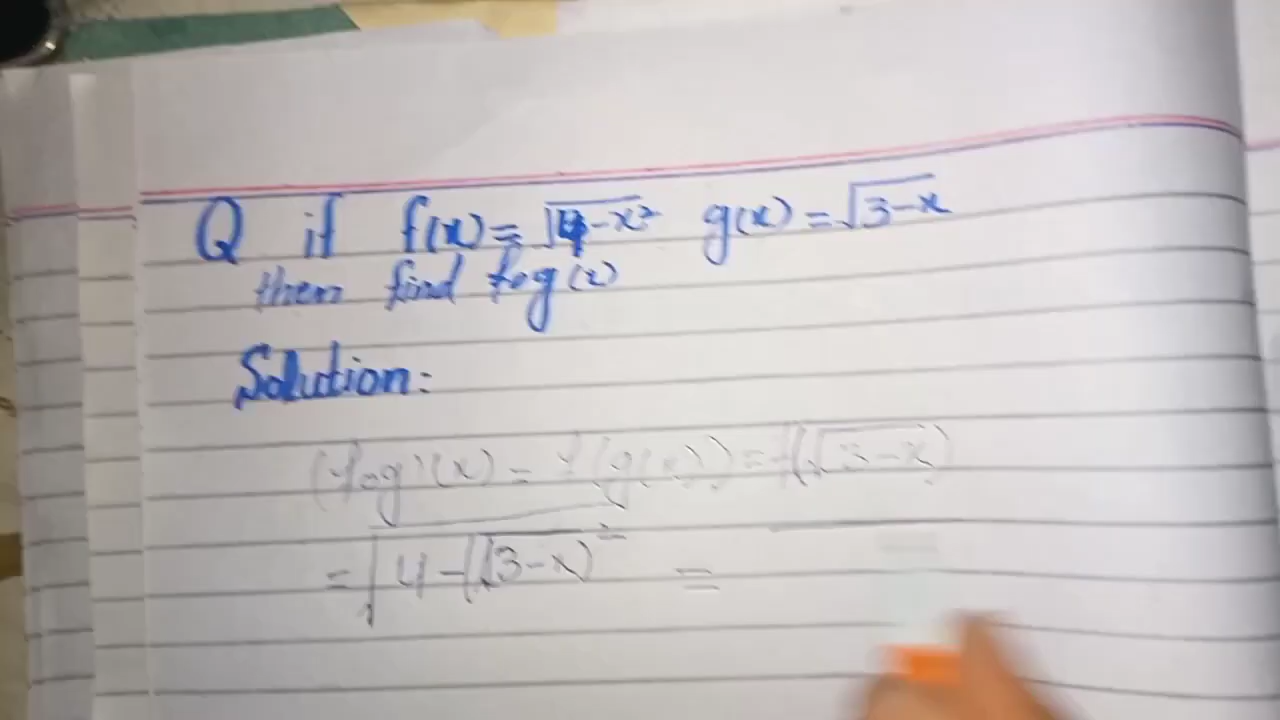 Q if f(x) = √4-x² g(x) = √3-x
then find fog(x)
Solution:
(fog)(x) = f(g(x)) = f(√3-x)
= √4-(√3-x)² =